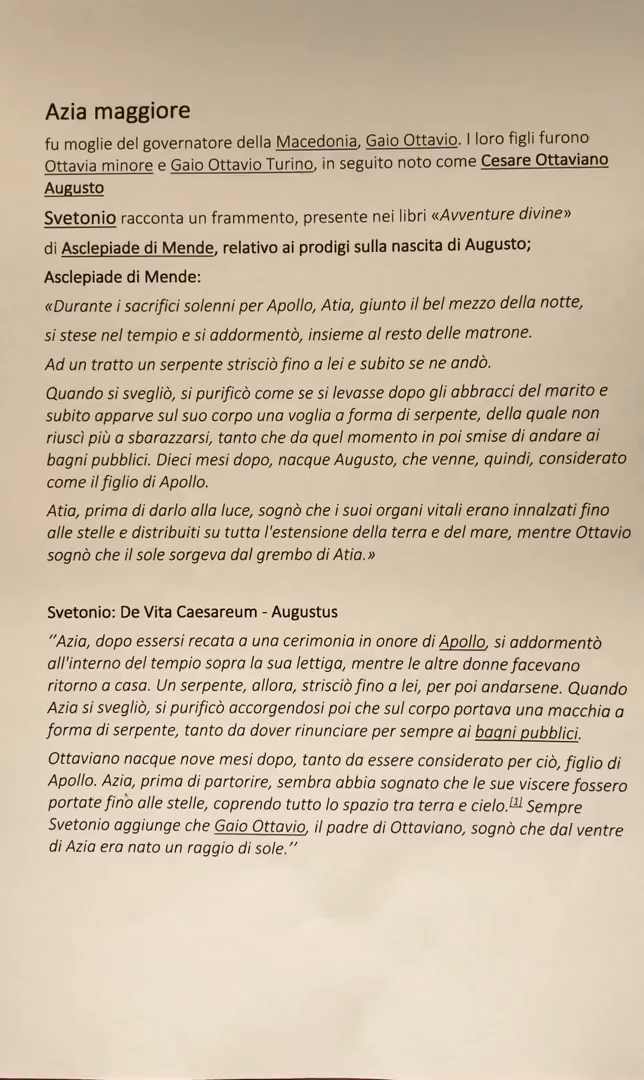 Azia maggiore
fu moglie del governatore della Macedonia, Gaio Ottavio. I loro figli furono
Ottavia minore e Gaio Ottavio Turino, in seguito noto come Cesare Ottaviano
Augusto
Svetonio racconta un frammento, presente nei libri «Avventure divine»
di Asclepiade di Mende, relativo ai prodigi sulla nascita di Augusto;
Asclepiade di Mende:
«Durante i sacrifici solenni per Apollo, Atia, giunto il bel mezzo della notte,
si stese nel tempio e si addormentò, insieme al resto delle matrone.
Ad un tratto un serpente strisciò fino a lei e subito se ne andò.
Quando si svegliò, si purificò come se si levasse dopo gli abbracci del marito e
subito apparve sul suo corpo una voglia a forma di serpente, della quale non
riuscì più a sbarazzarsi, tanto che da quel momento in poi smise di andare ai
bagni pubblici. Dieci mesi dopo, nacque Augusto, che venne, quindi, considerato
come il figlio di Apollo.
Atia, prima di darlo alla luce, sognò che i suoi organi vitali erano innalzati fino
alle stelle e distribuiti su tutta l'estensione della terra e del mare, mentre Ottavio
sognò che il sole sorgeva dal grembo di Atia.»
Svetonio: De Vita Caesareum - Augustus
‘‘Azia, dopo essersi recata a una cerimonia in onore di Apollo, si addormentò
all'interno del tempio sopra la sua lettiga, mentre le altre donne facevano
ritorno a casa. Un serpente, allora, strisciò fino a lei, per poi andarsene. Quando
Azia si svegliò, si purificò accorgendosi poi che sul corpo portava una macchia a
forma di serpente, tanto da dover rinunciare per sempre ai bagni pubblici.
Ottaviano nacque nove mesi dopo, tanto da essere considerato per ciò, figlio di
Apollo. Azia, prima di partorire, sembra abbia sognato che le sue viscere fossero
portate fino alle stelle, coprendo tutto lo spazio tra terra e cielo.[1] Sempre
Svetonio aggiunge che Gaio Ottavio, il padre di Ottaviano, sognò che dal ventre
di Azia era nato un raggio di sole.’’